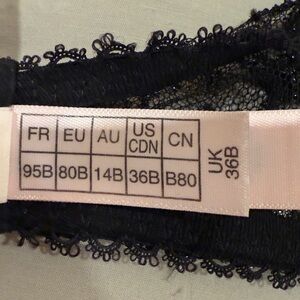 FR EU AU US CDN CN
95B 80B 14B 36B B80
UK 36B